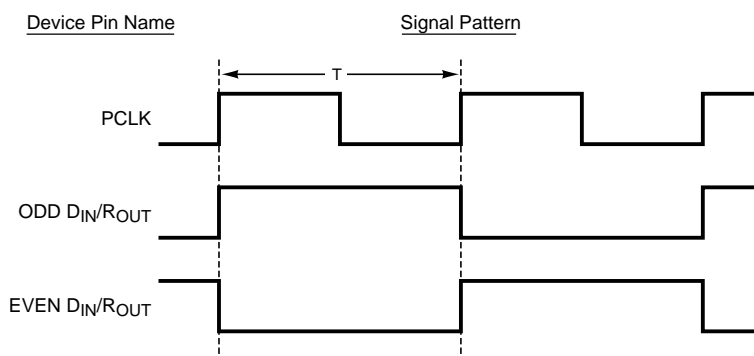 Device Pin Name
Signal Pattern
T
PCLK
ODD DIN/ROUT
EVEN DIN/ROUT